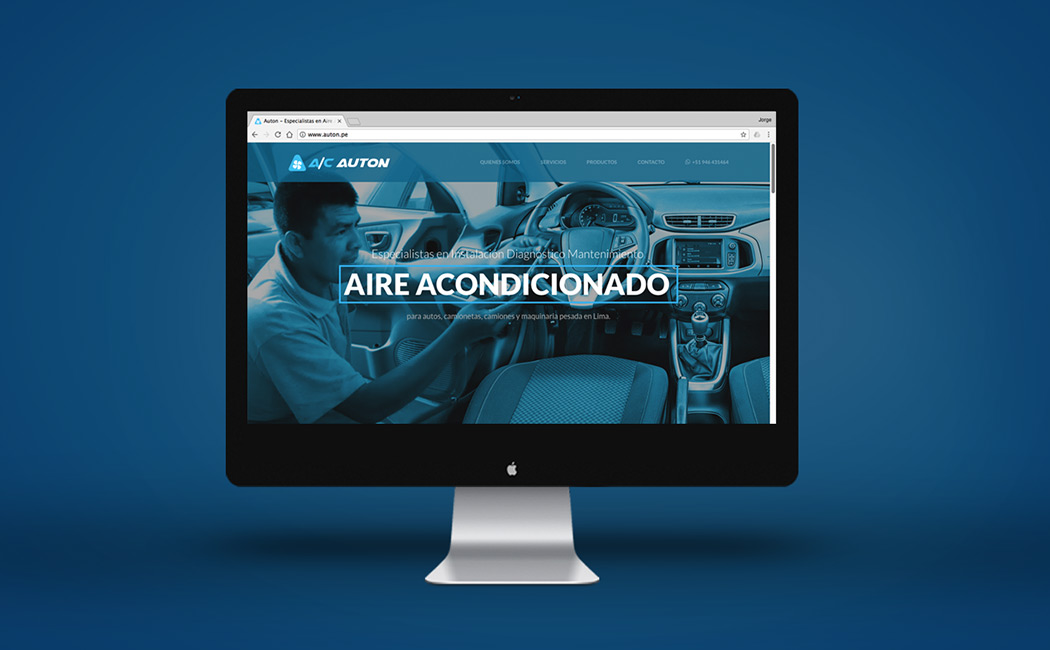 Auton – Especialistas en Aire
Jorge
www.auton.pe
A/C AUTON
QUIENES SOMOS SERVICIOS PRODUCTOS CONTACTO +51 946 431464
Especialistas en Instalación Diagnóstico Mantenimiento
AIRE ACONDICIONADO
para autos, camionetas, camiones y maquinaria pesada en Lima.